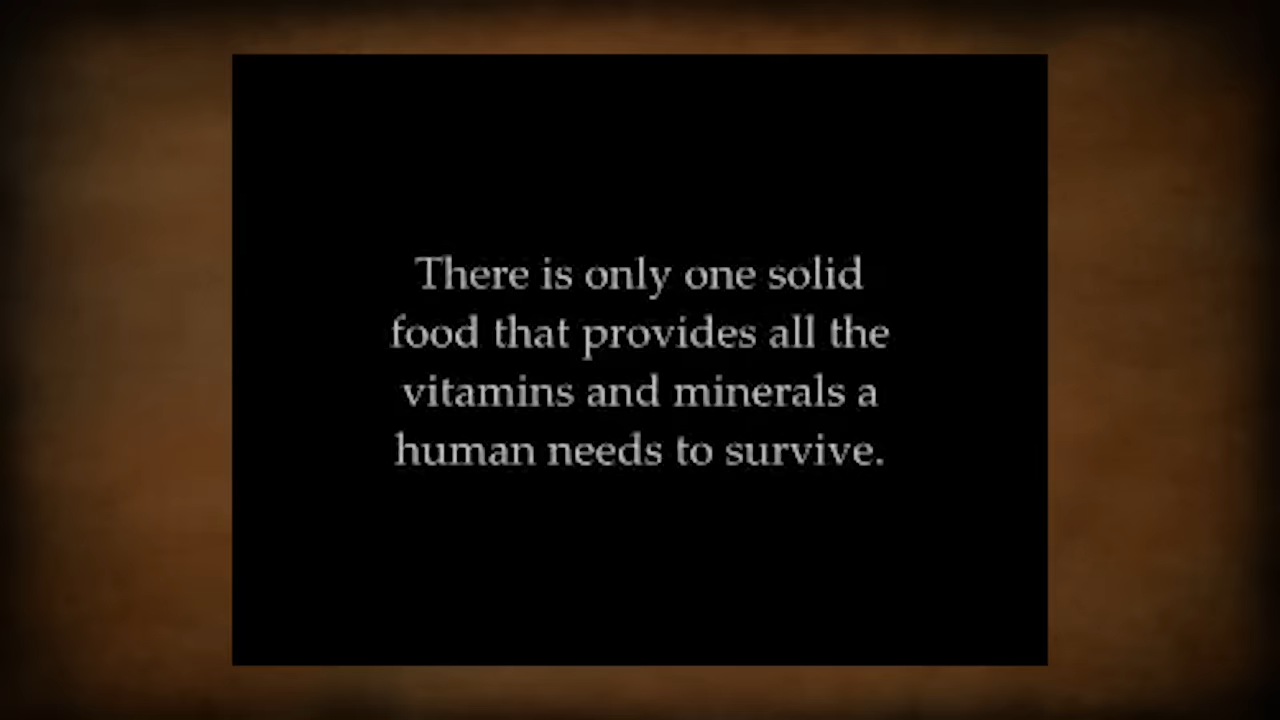 There is only one solid
food that provides all the
vitamins and minerals a
human needs to survive.